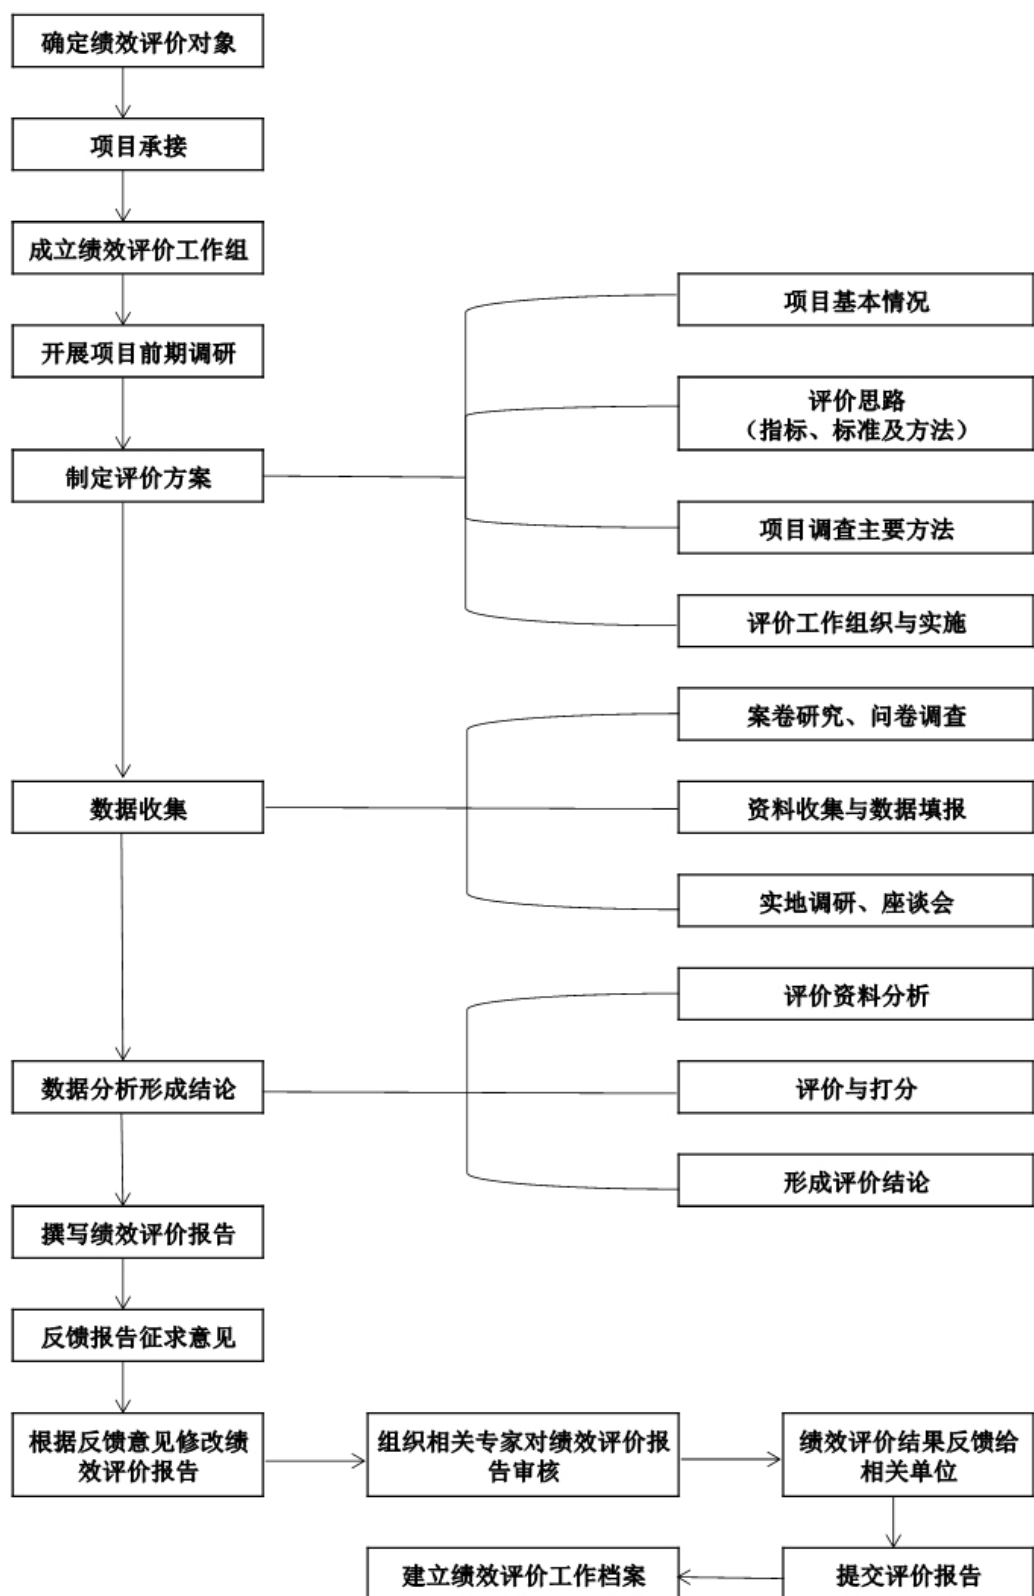 确定绩效评价对象
项目承接
成立绩效评价工作组
开展项目前期调研
制定评价方案
项目基本情况
评价思路
（指标、标准及方法）
项目调查主要方法
评价工作组织与实施
数据收集
案卷研究、问卷调查
资料收集与数据填报
实地调研、座谈会
数据分析形成结论
评价资料分析
评价与打分
形成评价结论
撰写绩效评价报告
反馈报告征求意见
根据反馈意见修改绩
效评价报告
组织相关专家对绩效评价报
告审核
绩效评价结果反馈给
相关单位
提交评价报告
建立绩效评价工作档案